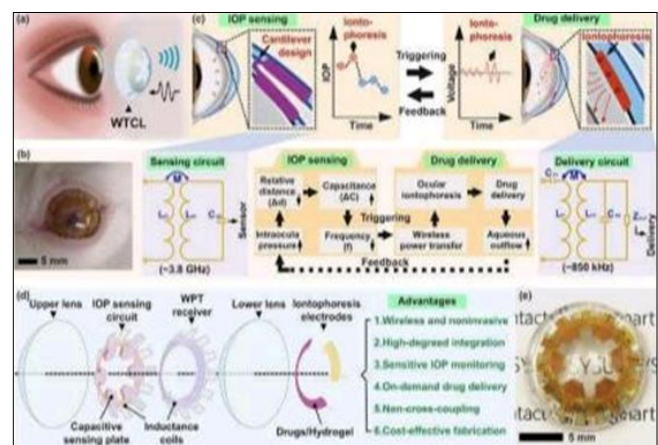 (a)
WTCL
(c)
IOP sensing
Cantilever
design
Ionto-
phoresis
IOP
Time
Triggering
Feedback
Drug delivery
Ionto-
phoresis
Voltage
Time
Iontophoresis
(b)
5 mm
Sensing circuit
M
Sensor
(~3.8 GHz)
IOP sensing
Relative
distance
(Δd)
Capacitance
(ΔC)
Intraocula
pressure
Frequency
(f)
Triggering
Drug delivery
Ocular
iontophoresis
Drug
delivery
Wireless
power transfer
Aqueous
outflow
Feedback
Delivery circuit
M
Delivery
(~850 kHz)
(d)
Upper lens
IOP sensing
circuit
WPT
receiver
Lower lens
Iontophoresis
electrodes
Capacitive
sensing plate
Inductance
coils
Drugs/Hydrogel
Advantages
1.Wireless and noninvasive
2.High-degreed integration
3.Sensitive IOP monitoring
4.On-demand drug delivery
5.Non-cross-coupling
6.Cost-effective fabrication
(e)
5 mm